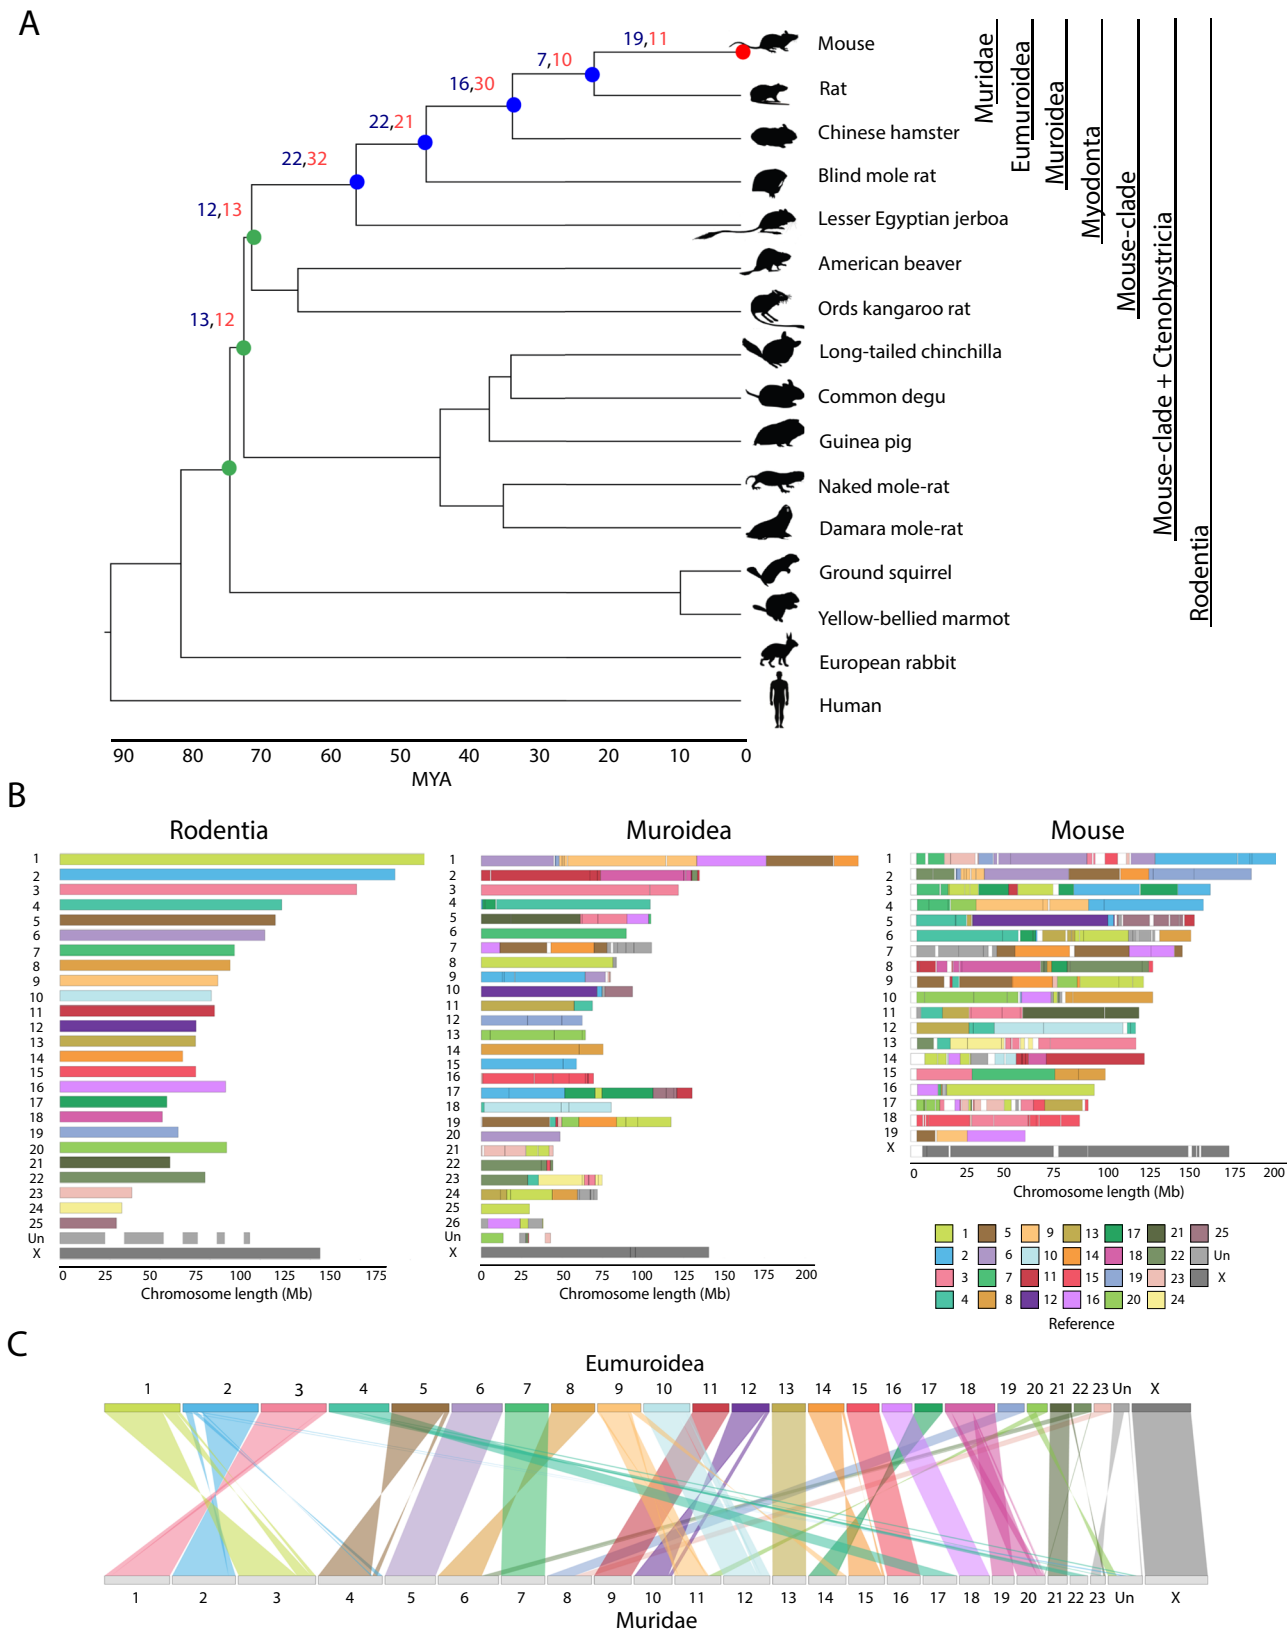 A
19,11
Mouse
7,10
Rat
16,30
Chinese hamster
22,21
Blind mole rat
22,32
Lesser Egyptian jerboa
12,13
American beaver
Ords kangaroo rat
13,12
Long-tailed chinchilla
Common degu
Guinea pig
Naked mole-rat
Damara mole-rat
Ground squirrel
Yellow-bellied marmot
European rabbit
Human
Muridae
Eumuroidea
Muroidea
Myodonta
Mouse-clade
Mouse-clade + Ctenohystricia
Rodentia
90 80 70 60 50 40 30 20 10 0
MYA
B
Rodentia
1
2
3
4
5
6
7
8
9
10
11
12
13
14
15
16
17
18
19
20
21
22
23
24
25
Un
X
0 25 50 75 100 125 150 175
Chromosome length (Mb)
Muroidea
1
2
3
4
5
6
7
8
9
10
11
12
13
14
15
16
17
18
19
20
21
22
23
24
25
26
Un
X
0 25 50 75 100 125 150 175 200
Chromosome length (Mb)
Mouse
1
2
3
4
5
6
7
8
9
10
11
12
13
14
15
16
17
18
19
X
0 25 50 75 100 125 150 175 200
Chromosome length (Mb)
1 5 9 13 17 21 25
2 6 10 14 18 22 Un
3 7 11 15 19 23 X
4 8 12 16 20 24
Reference
C
Eumuroidea
1 2 3 4 5 6 7 8 9 10 11 12 13 14 15 16 17 18 19 20 21 22 23 Un X
1 2 3 4 5 6 7 8 9 10 11 12 13 14 15 16 17 18 19 20 21 22 23 Un X
Muridae